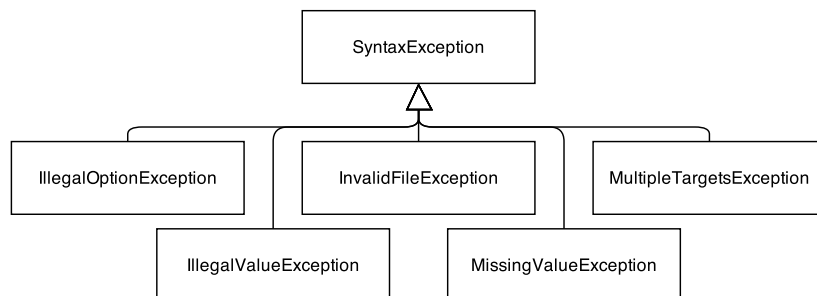 SyntaxException
IllegalOptionException
InvalidFileException
MultipleTargetsException
IllegalValueException
MissingValueException